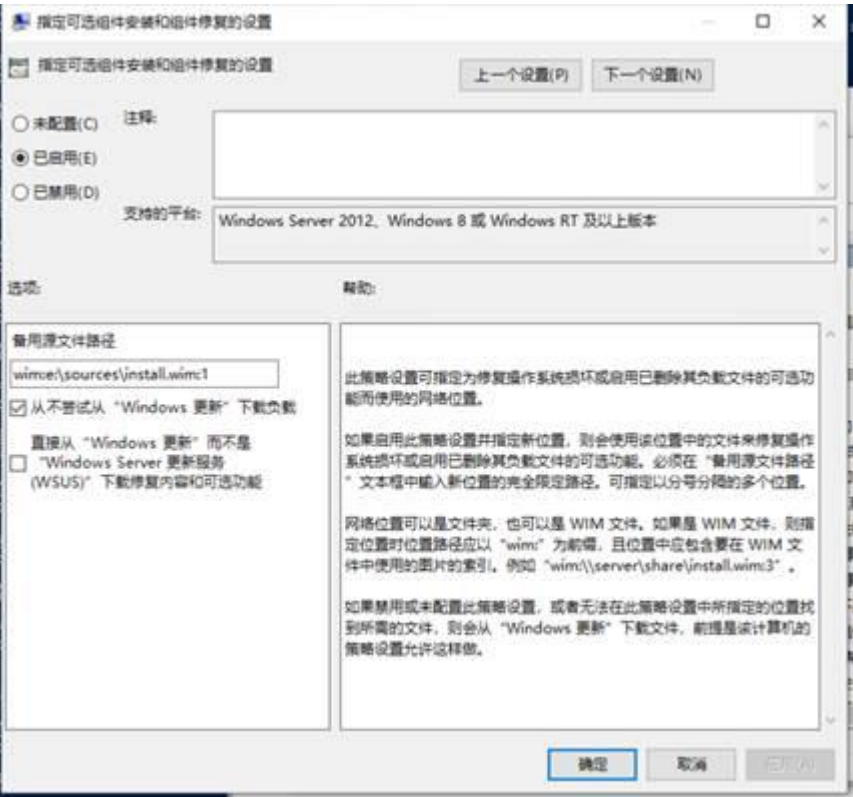 指定可选组件安装和组件修复的设置
指定可选组件安装和组件修复的设置
上一个设置(P)
下一个设置(N)
未配置(C)
注释:
已启用(E)
已禁用(D)
支持的平台:
Windows Server 2012、Windows 8 或 Windows RT 及以上版本
选项:
帮助:
备用源文件路径
wim:e:\sources\install.wim:1
从不尝试从“Windows 更新”下载负载
直接从“Windows 更新”而不是
“Windows Server 更新服务
(WSUS)”下载修复内容和可选功能
此策略设置可指定为修复操作系统损坏或启用已删除其负载文件的可选功
能而使用的网络位置。
如果启用此策略设置并指定新位置，则会使用该位置中的文件来修复操作
系统损坏或启用已删除其负载文件的可选功能。必须在“备用源文件路径
”文本框中输入新位置的完全限定路径。可指定以分号分隔的多个位置。
网络位置可以是文件夹，也可以是 WIM 文件。如果是 WIM 文件，则指
定位置时位置路径应以“wim:”为前缀，且位置中应包含要在 WIM 文
件中使用的图片的索引。例如“wim:\\server\share\install.wim:3”。
如果禁用或未配置此策略设置，或者无法在此策略设置中所指定的位置找
到所需的文件，则会从“Windows 更新”下载文件，前提是该计算机的
策略设置允许这样做。
确定
取消
应用(A)